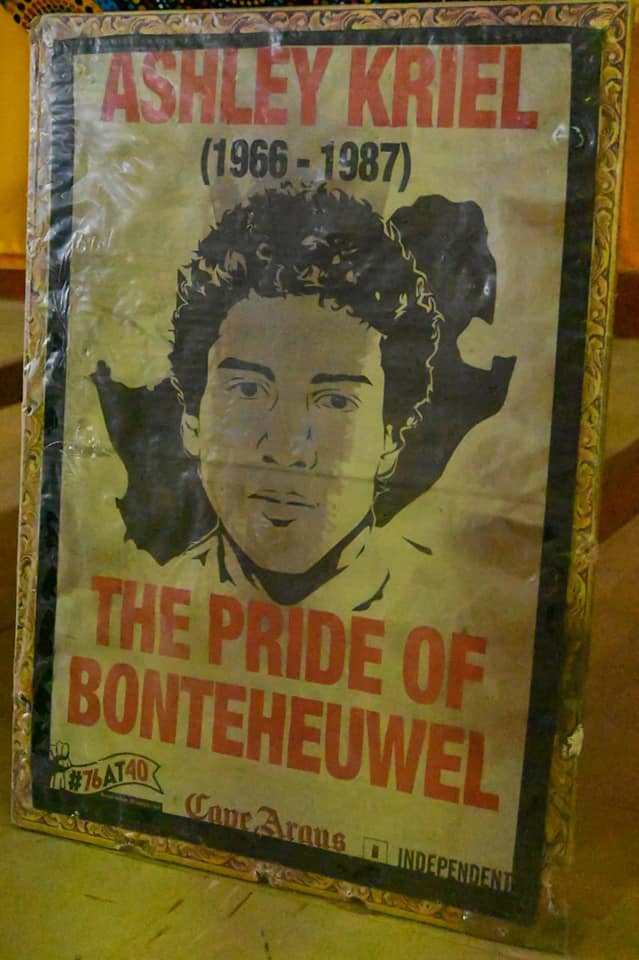 ASHLEY KRIEL
(1966 - 1987)
THE PRIDE OF
BONTEHEUWEL
#76AT40
Cape Argus
INDEPENDENT